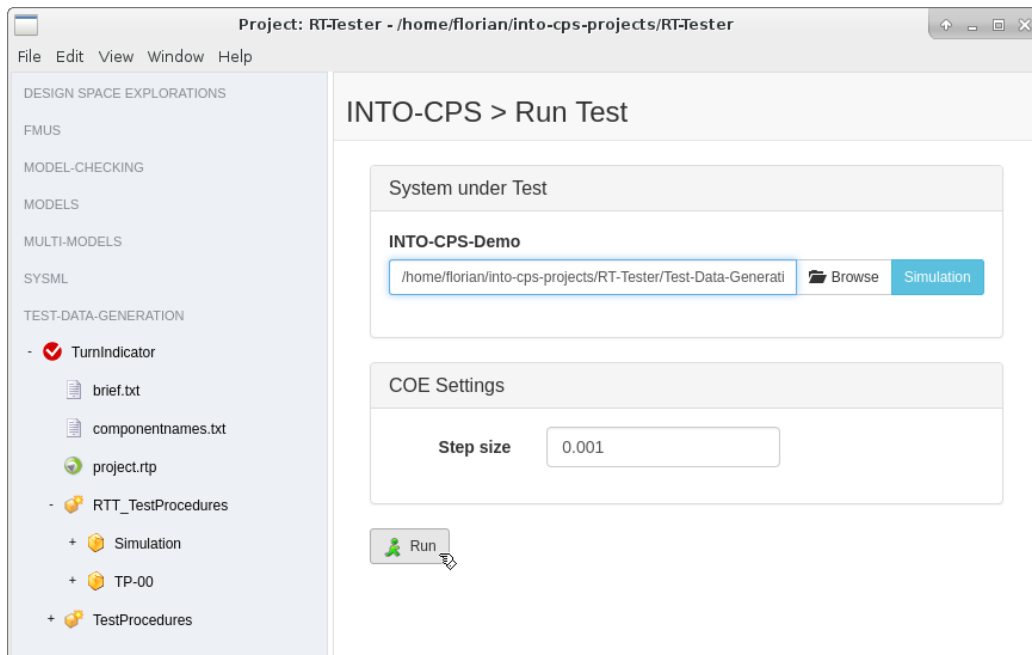 Project: RT-Tester - /home/florian/into-cps-projects/RT-Tester
File Edit View Window Help
DESIGN SPACE EXPLORATIONS
FMUS
MODEL-CHECKING
MODELS
MULTI-MODELS
SYSML
TEST-DATA-GENERATION
- TurnIndicator
brief.txt
componentnames.txt
project.rtp
- RTT_TestProcedures
+ Simulation
+ TP-00
+ TestProcedures
INTO-CPS > Run Test
System under Test
INTO-CPS-Demo
/home/florian/into-cps-projects/RT-Tester/Test-Data-Generati Browse Simulation
COE Settings
Step size 0.001
Run